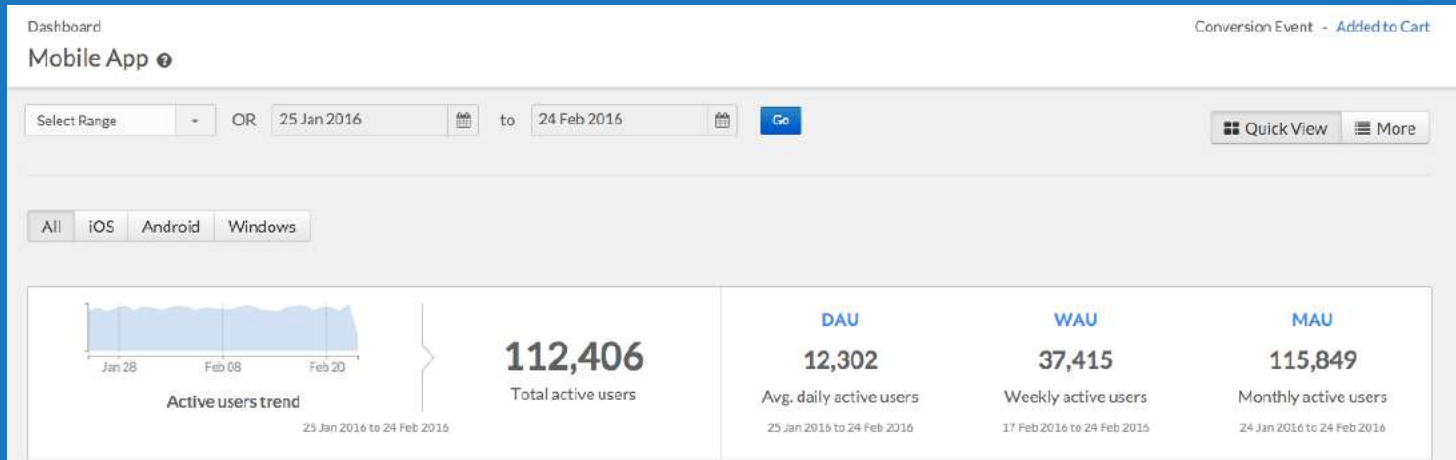 Dashboard
Conversion Event - Added to Cart
Mobile App ?
Select Range
OR
25 Jan 2016
to
24 Feb 2016
Go
Quick View
More
All
iOS
Android
Windows
Jan 28
Feb 08
Feb 20
Active users trend
25 Jan 2016 to 24 Feb 2016
112,406
Total active users
DAU
12,302
Avg. daily active users
25 Jan 2016 to 24 Feb 2016
WAU
37,415
Weekly active users
17 Feb 2016 to 24 Feb 2016
MAU
115,849
Monthly active users
24 Jan 2016 to 24 Feb 2016